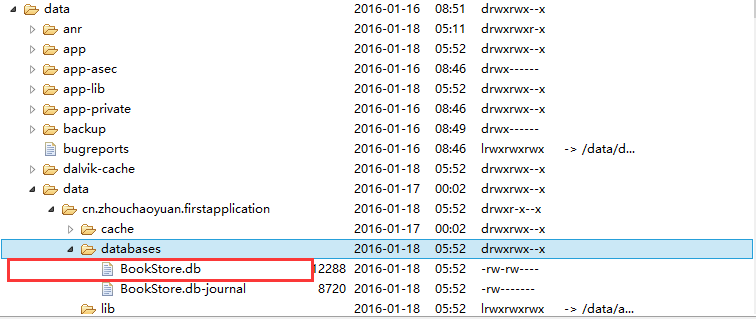 data 2016-01-16 08:51 drwxrwx--x
anr 2016-01-18 05:11 drwxrwxr-x
app 2016-01-18 05:52 drwxrwx--x
app-asec 2016-01-16 08:46 drwx------
app-lib 2016-01-18 05:52 drwxrwx--x
app-private 2016-01-16 08:46 drwxrwx--x
backup 2016-01-16 08:49 drwx------
bugreports 2016-01-16 08:46 lrwxrwxrwx -> /data/d...
dalvik-cache 2016-01-18 05:52 drwxrwx--x
data 2016-01-17 00:02 drwxrwx--x
cn.zhouchaoyuan.firstapplication 2016-01-18 05:52 drwxr-x--x
cache 2016-01-17 00:02 drwxrwx--x
databases 2016-01-18 05:52 drwxrwx--x
BookStore.db 12288 2016-01-18 05:52 -rw-rw----
BookStore.db-journal 8720 2016-01-18 05:52 -rw-------
lib 2016-01-18 05:52 lrwxrwxrwx -> /data/a...